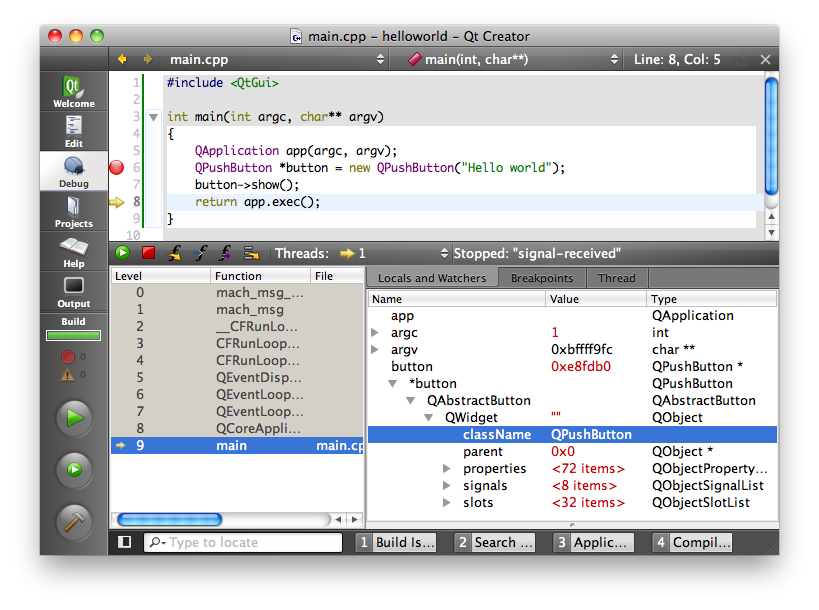 main.cpp – helloworld – Qt Creator
main.cpp main(int, char**) Line: 8, Col: 5
Qt
Welcome
Edit
Debug
Projects
Help
Output
Build
0
0
1 #include <QtGui>
2
3 int main(int argc, char** argv)
4 {
5 QApplication app(argc, argv);
6 QPushButton *button = new QPushButton("Hello world");
7 button->show();
8 return app.exec();
9 }
10
Threads: 1 Stopped: "signal-received"
Level Function File
0 mach_msg_...
1 mach_msg
2 __CFRunLo...
3 CFRunLoop...
4 CFRunLoop...
5 QEventDisp...
6 QEventLoop...
7 QEventLoop...
8 QCoreAppli...
9 main main.cp
Locals and Watchers Breakpoints Thread
Name Value Type
app QApplication
argc 1 int
argv 0xbffff9fc char **
button 0xe8fdb0 QPushButton *
*button QPushButton
QAbstractButton QAbstractButton
QWidget "" QObject
className QPushButton
parent 0x0 QObject *
properties <72 items> QObjectProperty...
signals <8 items> QObjectSignalList
slots <32 items> QObjectSlotList
Type to locate 1 Build Is... 2 Search ... 3 Applic... 4 Compil...